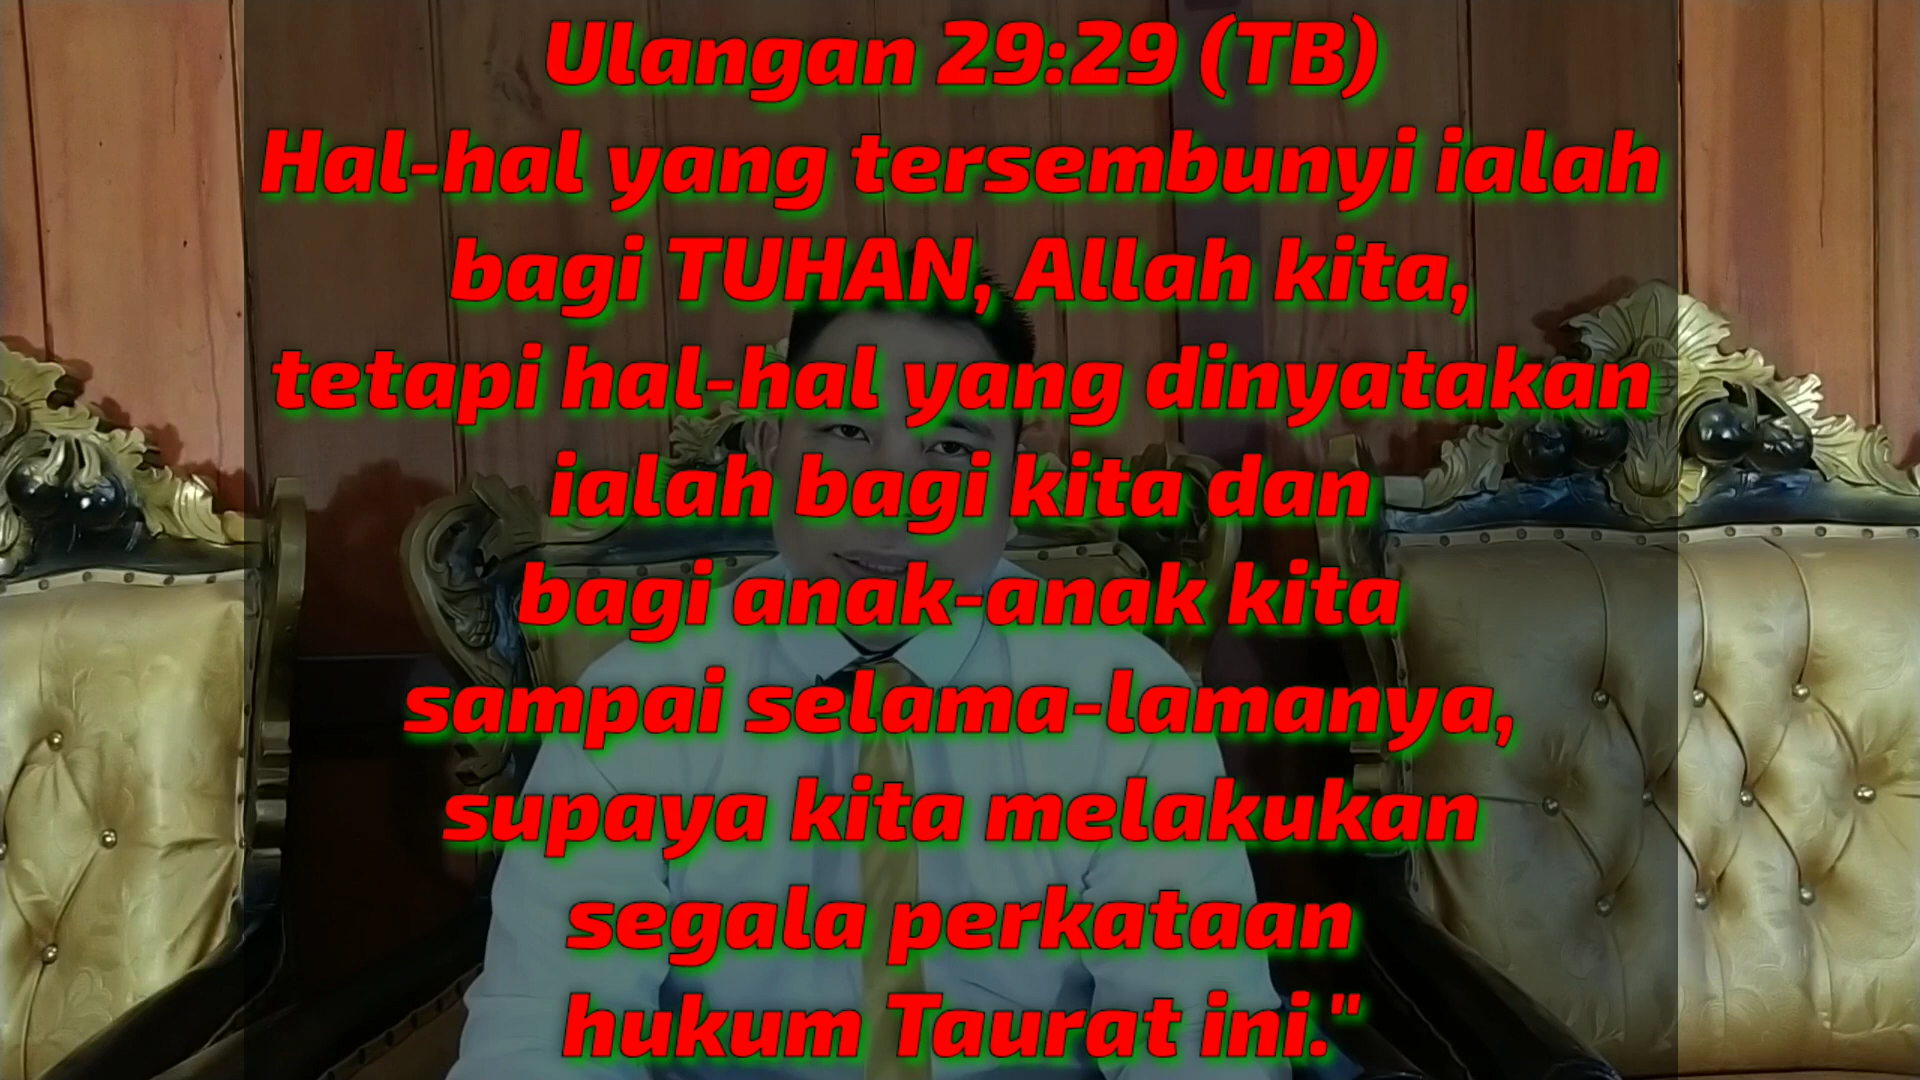 Ulangan 29:29 (TB)
Hal-hal yang tersembunyi ialah
bagi TUHAN, Allah kita,
tetapi hal-hal yang dinyatakan
ialah bagi kita dan
bagi anak-anak kita
sampai selama-lamanya,
supaya kita melakukan
segala perkataan
hukum Taurat ini."